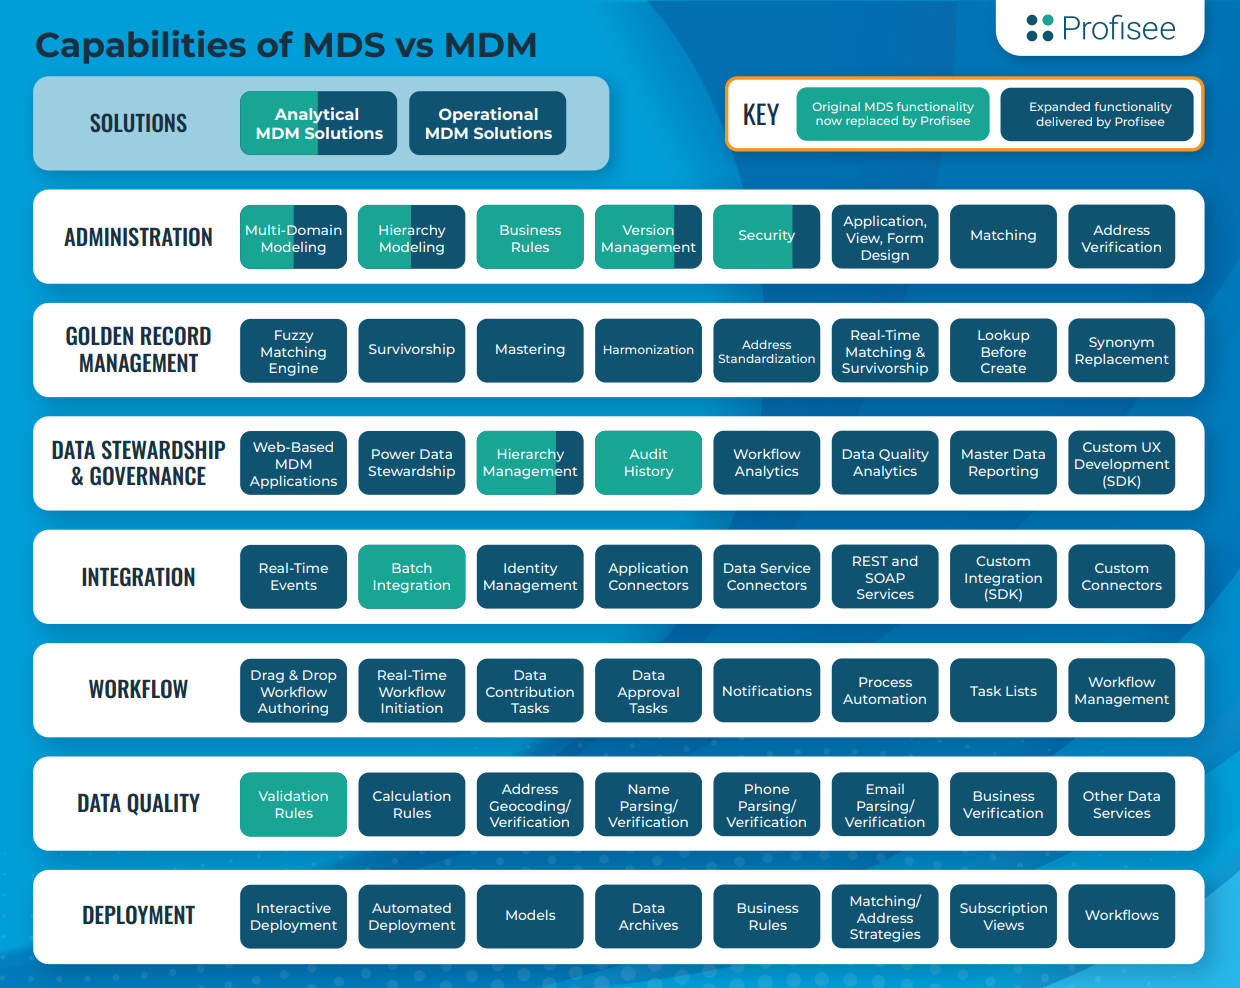 Capabilities of MDS vs MDM
Profisee
SOLUTIONS
Analytical
MDM Solutions
Operational
MDM Solutions
KEY
Original MDS functionality
now replaced by Profisee
Expanded functionality
delivered by Profisee
ADMINISTRATION
Multi-Domain
Modeling
Hierarchy
Modeling
Business
Rules
Version
Management
Security
Application,
View, Form
Design
Matching
Address
Verification
GOLDEN RECORD
MANAGEMENT
Fuzzy
Matching
Engine
Survivorship
Mastering
Harmonization
Address
Standardization
Real-Time
Matching &
Survivorship
Lookup
Before
Create
Synonym
Replacement
DATA STEWARDSHIP
& GOVERNANCE
Web-Based
MDM
Applications
Power Data
Stewardship
Hierarchy
Management
Audit
History
Workflow
Analytics
Data Quality
Analytics
Master Data
Reporting
Custom UX
Development
(SDK)
INTEGRATION
Real-Time
Events
Batch
Integration
Identity
Management
Application
Connectors
Data Service
Connectors
REST and
SOAP
Services
Custom
Integration
(SDK)
Custom
Connectors
WORKFLOW
Drag & Drop
Workflow
Authoring
Real-Time
Workflow
Initiation
Data
Contribution
Tasks
Data
Approval
Tasks
Notifications
Process
Automation
Task Lists
Workflow
Management
DATA QUALITY
Validation
Rules
Calculation
Rules
Address
Geocoding/
Verification
Name
Parsing/
Verification
Phone
Parsing/
Verification
Email
Parsing/
Verification
Business
Verification
Other Data
Services
DEPLOYMENT
Interactive
Deployment
Automated
Deployment
Models
Data
Archives
Business
Rules
Matching/
Address
Strategies
Subscription
Views
Workflows